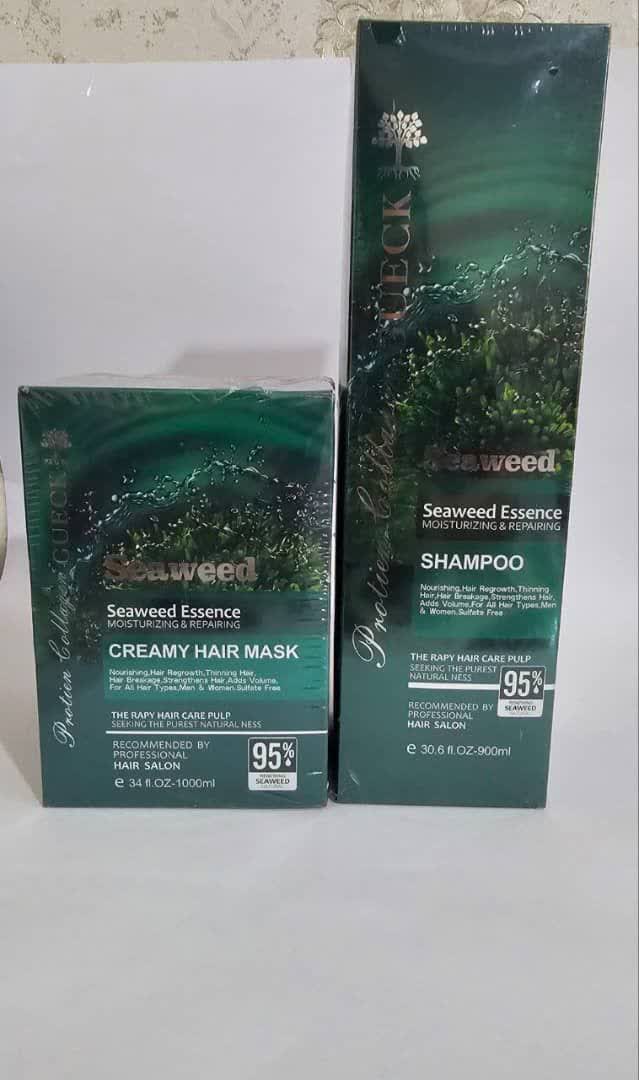 Protien Collagen GUECK
Seaweed
Seaweed Essence
MOISTURIZING & REPAIRING
CREAMY HAIR MASK
Nourishing,Hair Regrowth,Thinning Hair,
Hair Breakage,Strengthens Hair,Adds Volume,
For All Hair Types,Men & Women.Sulfate Free
THE RAPY HAIR CARE PULP
SEEKING THE PUREST NATURAL NESS
RECOMMENDED BY
PROFESSIONAL
HAIR SALON
95%
SEAWEED
e 34 fl.OZ-1000ml
Protien Collagen GUECK
Seaweed
Seaweed Essence
MOISTURIZING & REPAIRING
SHAMPOO
Nourishing,Hair Regrowth,Thinning
Hair,Hair Breakage,Strengthens Hair,
Adds Volume,For All Hair Types,Men
& Women.Sulfate Free
THE RAPY HAIR CARE PULP
SEEKING THE PUREST
NATURAL NESS
RECOMMENDED BY
PROFESSIONAL
HAIR SALON
95%
SEAWEED
e 30.6 fl.OZ-900ml